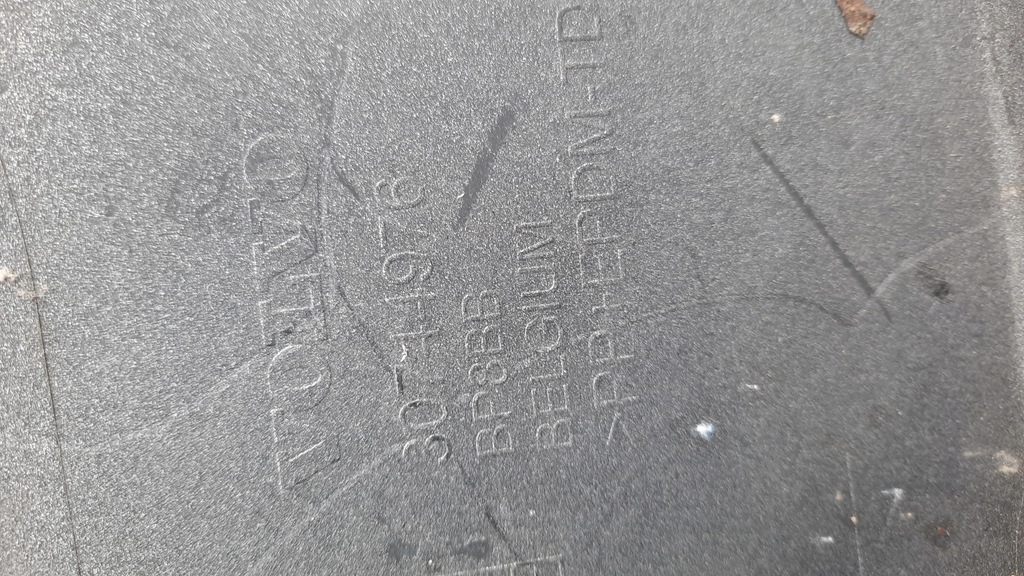 VOLVO
30744976
BP8BB
BELGIUM
>PP+EPDM-TD